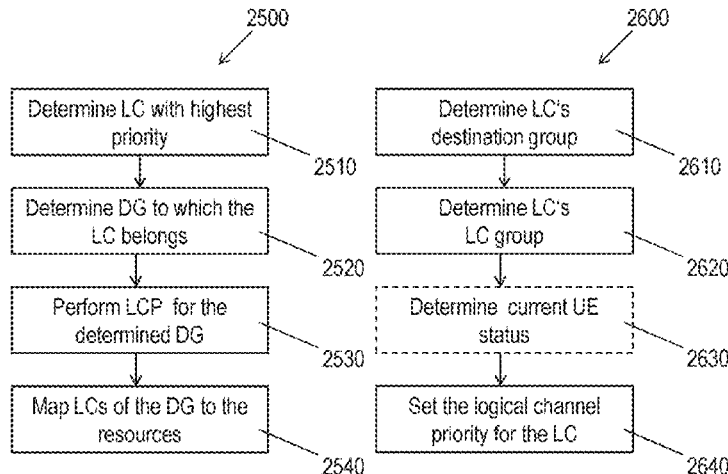 2500
Determine LC with highest
priority
2510
Determine DG to which the
LC belongs
2520
Perform LCP for the
determined DG
2530
Map LCs of the DG to the
resources
2540
2600
Determine LC's
destination group
2610
Determine LC's
LC group
2620
Determine current UE
status
2630
Set the logical channel
priority for the LC
2640